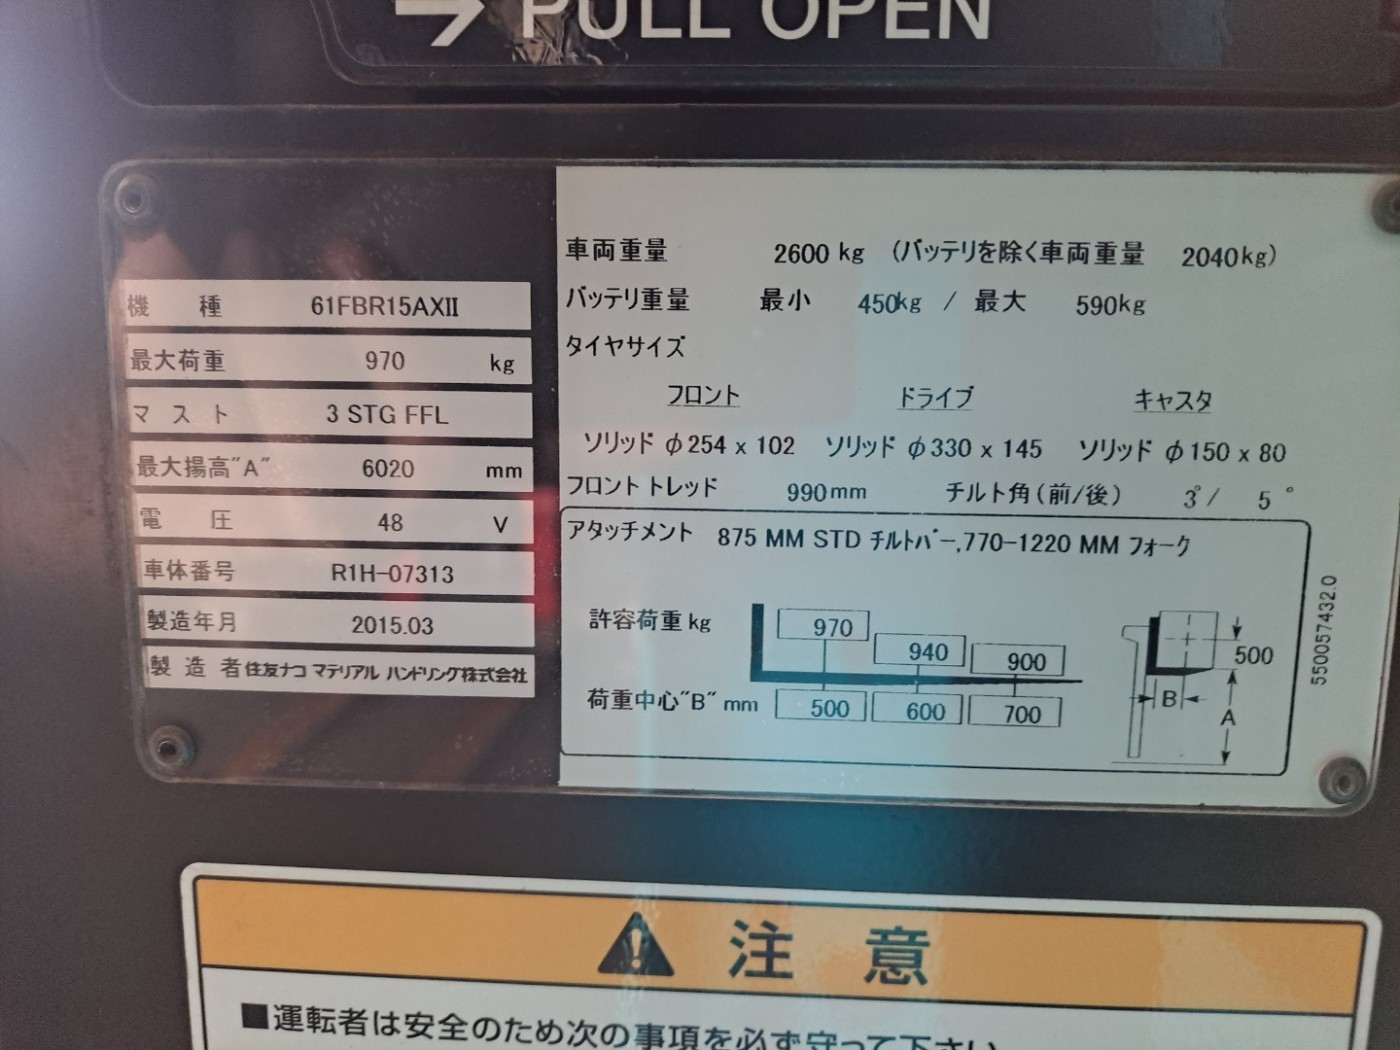 PULL OPEN
機 種 61FBR15AXII
最大荷重 970 kg
マ ス ト 3 STG FFL
最大揚高"A" 6020 mm
電 圧 48 V
車体番号 R1H-07313
製造年月 2015.03
製 造 者 住友ナコ マテリアル ハンドリング株式会社
車両重量 2600 kg (バッテリを除く車両重量 2040kg)
バッテリ重量 最小 450kg / 最大 590kg
タイヤサイズ
フロント ドライブ キャスタ
ソリッド φ254 x 102 ソリッド φ330 x 145 ソリッド φ150 x 80
フロント トレッド 990mm チルト角(前/後) 3°/ 5°
アタッチメント 875 MM STD チルトバー,770-1220 MM フォーク
許容荷重 kg 970 940 900
荷重中心"B" mm 500 600 700
500
B
A
550057432.0
注 意
■運転者は安全のため次の事項を必ず守って下さい